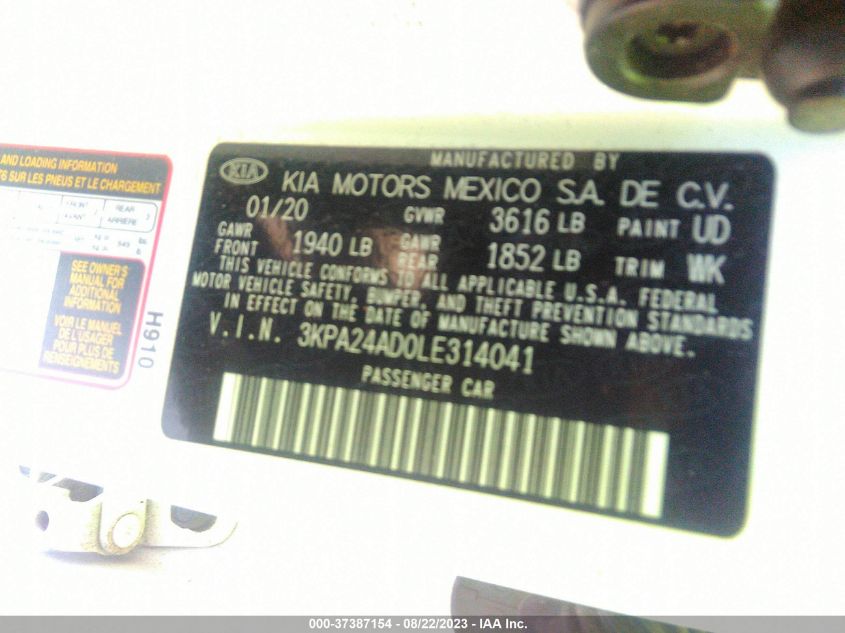 AND LOADING INFORMATION
TS SUR LES PNEUS ET LE CHARGEMENT
REAR
ARRIÈRE
SEE OWNER'S
MANUAL FOR
ADDITIONAL
INFORMATION
VOIR LE MANUEL
DE L'USAGER
POUR PLUS DE
RENSEIGNEMENTS
H910
MANUFACTURED BY
KIA KIA MOTORS MEXICO S.A. DE C.V.
01/20 GVWR 3616 LB PAINT UD
GAWR FRONT 1940 LB GAWR REAR 1852 LB TRIM WK
THIS VEHICLE CONFORMS TO ALL APPLICABLE U.S.A. FEDERAL
MOTOR VEHICLE SAFETY, BUMPER, AND THEFT PREVENTION STANDARDS
IN EFFECT ON THE DATE OF MANUFACTURE SHOWN ABOVE.
V.I.N. 3KPA24AD0LE314041
PASSENGER CAR
000-37387154 - 08/22/2023 - IAA Inc.